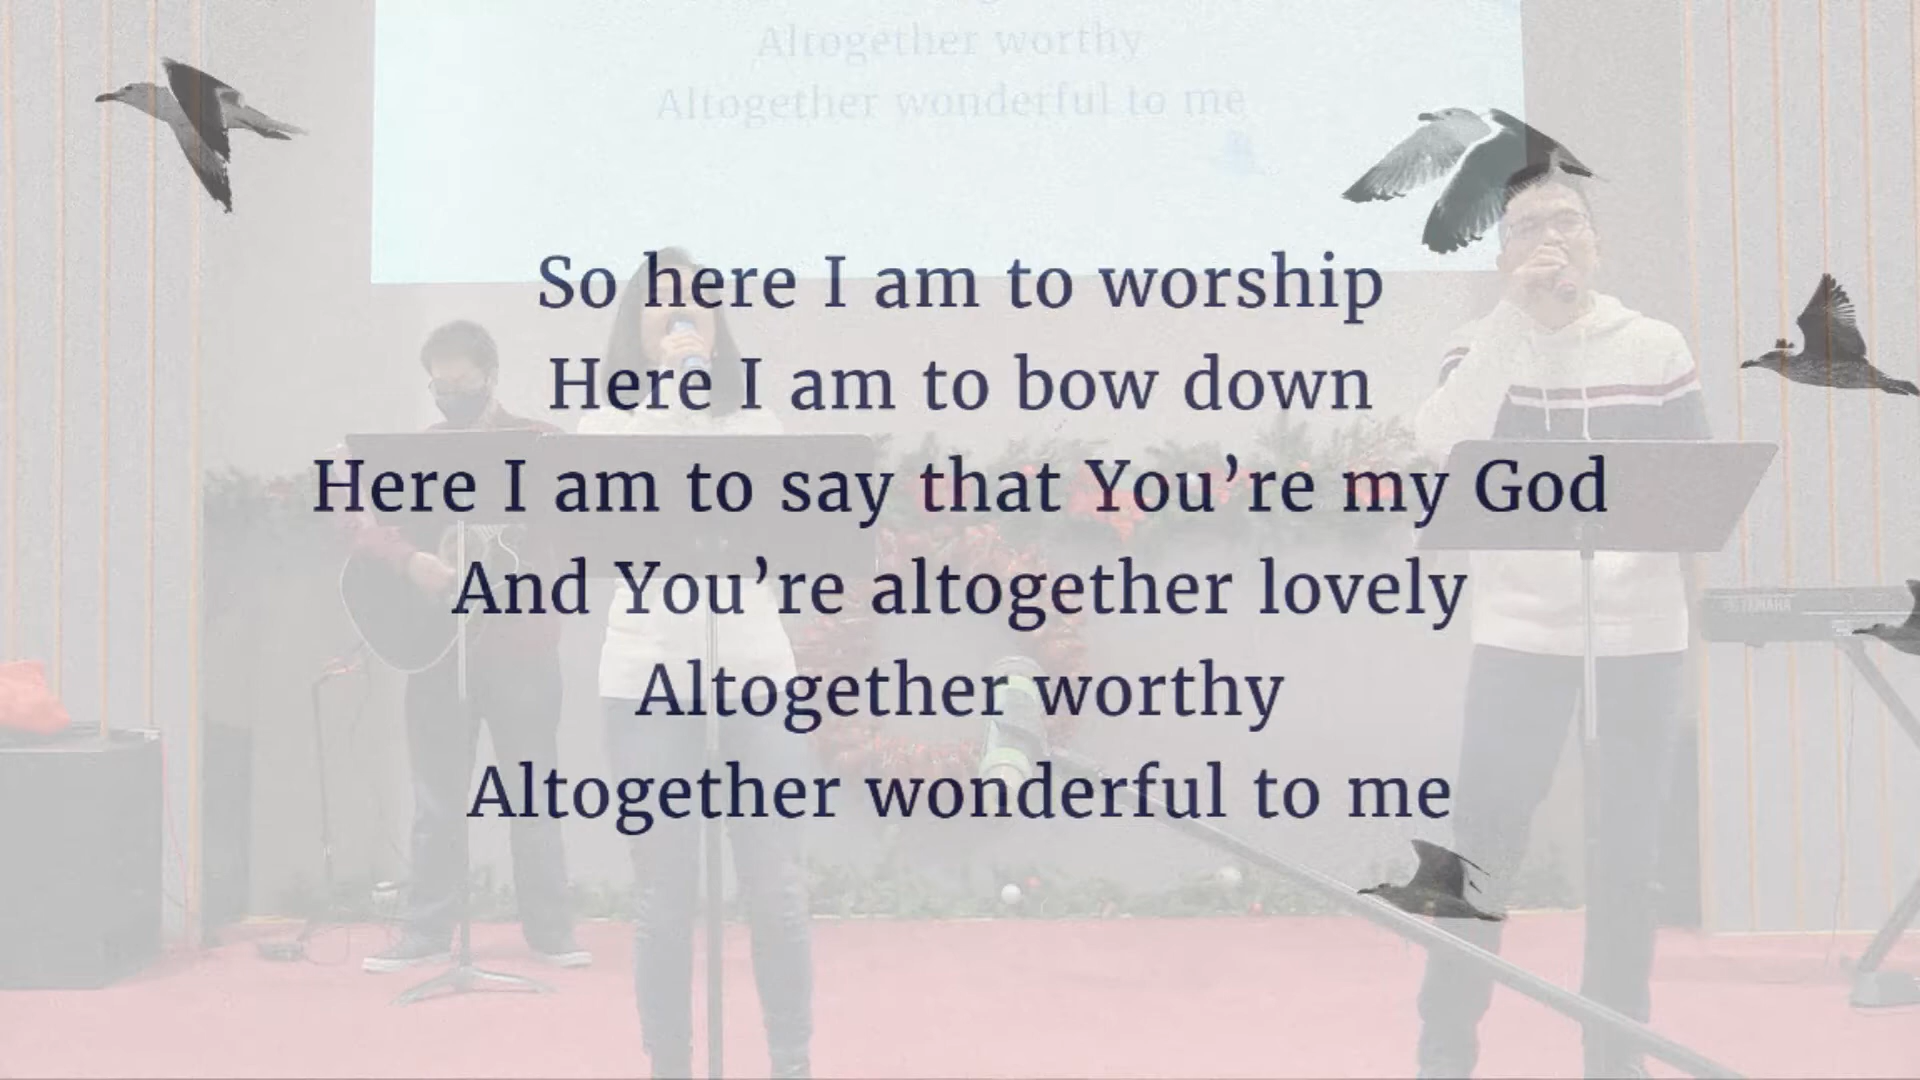 Altogether worthy
Altogether wonderful to me
So here I am to worship
Here I am to bow down
Here I am to say that You’re my God
And You’re altogether lovely
Altogether worthy
Altogether wonderful to me
YAMAHA